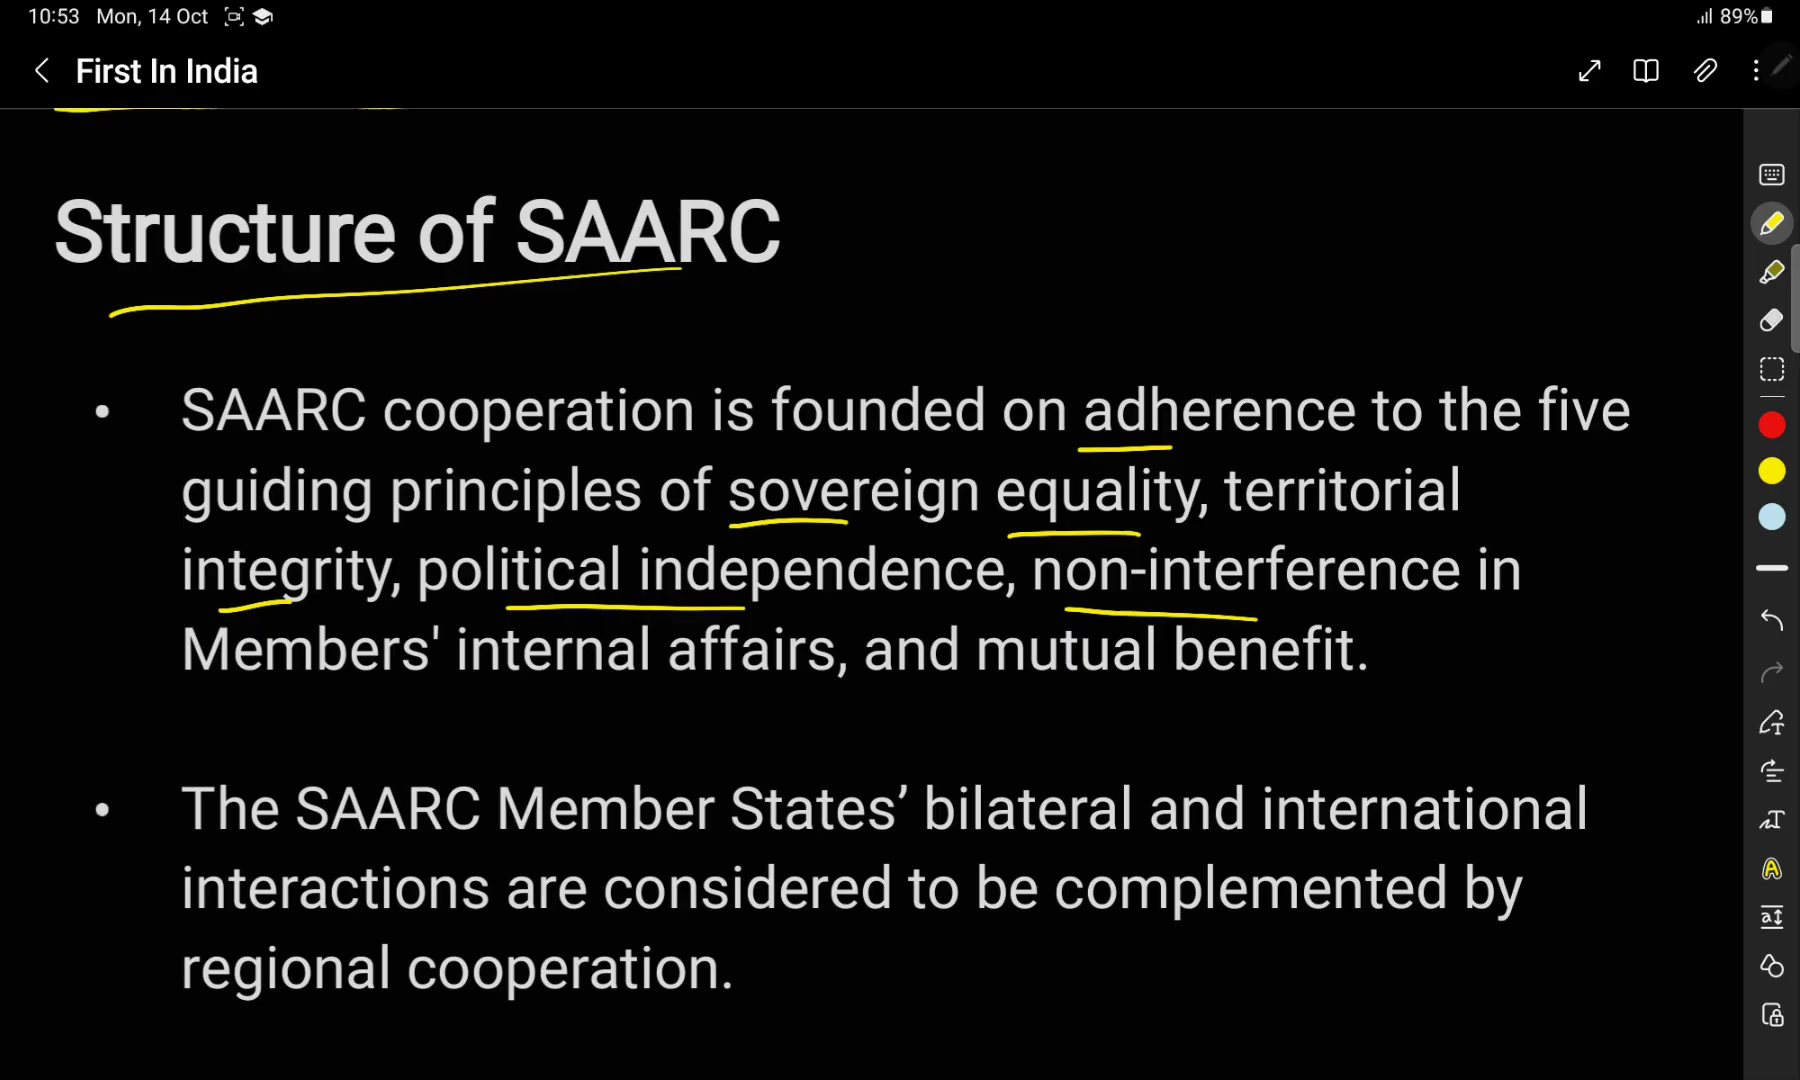 10:53 Mon, 14 Oct 89%
First In India
Structure of SAARC
• SAARC cooperation is founded on adherence to the five
guiding principles of sovereign equality, territorial
integrity, political independence, non-interference in
Members' internal affairs, and mutual benefit.
• The SAARC Member States’ bilateral and international
interactions are considered to be complemented by
regional cooperation.